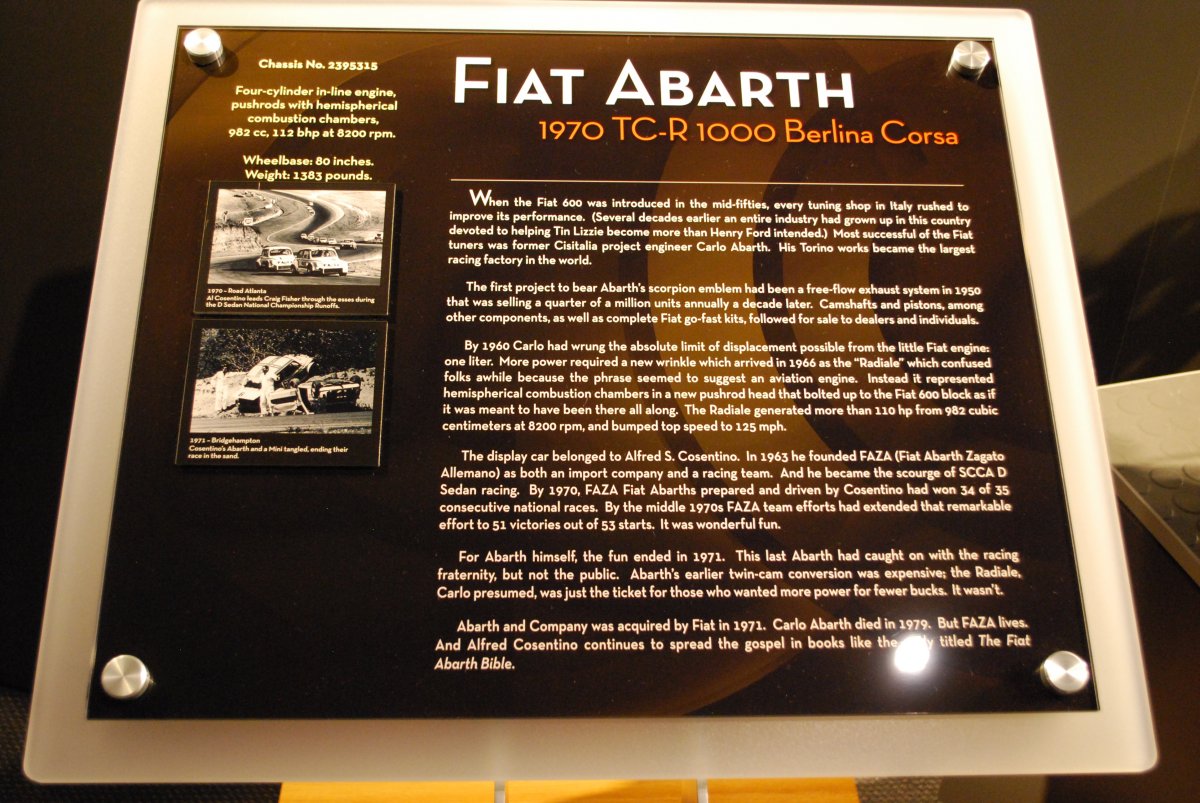 Chassis No. 2395315
Four-cylinder in-line engine,
pushrods with hemispherical
combustion chambers,
982 cc, 112 bhp at 8200 rpm.
Wheelbase: 80 inches.
Weight: 1383 pounds.
1970 – Road Atlanta
Al Cosentino leads Craig Fisher through the esses during
the D Sedan National Championship Runoffs.
1971 – Bridgehampton
Cosentino's Abarth and a Mini tangled, ending their
race in the sand.
FIAT ABARTH
1970 TC-R 1000 Berlina Corsa
When the Fiat 600 was introduced in the mid-fifties, every tuning shop in Italy rushed to
improve its performance. (Several decades earlier an entire industry had grown up in this country
devoted to helping Tin Lizzie become more than Henry Ford intended.) Most successful of the Fiat
tuners was former Cisitalia project engineer Carlo Abarth. His Torino works became the largest
racing factory in the world.
The first project to bear Abarth's scorpion emblem had been a free-flow exhaust system in 1950
that was selling a quarter of a million units annually a decade later. Camshafts and pistons, among
other components, as well as complete Fiat go-fast kits, followed for sale to dealers and individuals.
By 1960 Carlo had wrung the absolute limit of displacement possible from the little Fiat engine:
one liter. More power required a new wrinkle which arrived in 1966 as the "Radiale" which confused
folks awhile because the phrase seemed to suggest an aviation engine. Instead it represented
hemispherical combustion chambers in a new pushrod head that bolted up to the Fiat 600 block as if
it was meant to have been there all along. The Radiale generated more than 110 hp from 982 cubic
centimeters at 8200 rpm, and bumped top speed to 125 mph.
The display car belonged to Alfred S. Cosentino. In 1963 he founded FAZA (Fiat Abarth Zagato
Allemano) as both an import company and a racing team. And he became the scourge of SCCA D
Sedan racing. By 1970, FAZA Fiat Abarths prepared and driven by Cosentino had won 34 of 35
consecutive national races. By the middle 1970s FAZA team efforts had extended that remarkable
effort to 51 victories out of 53 starts. It was wonderful fun.
For Abarth himself, the fun ended in 1971. This last Abarth had caught on with the racing
fraternity, but not the public. Abarth's earlier twin-cam conversion was expensive; the Radiale,
Carlo presumed, was just the ticket for those who wanted more power for fewer bucks. It wasn't.
Abarth and Company was acquired by Fiat in 1971. Carlo Abarth died in 1979. But FAZA lives.
And Alfred Cosentino continues to spread the gospel in books like the titled The Fiat
Abarth Bible.